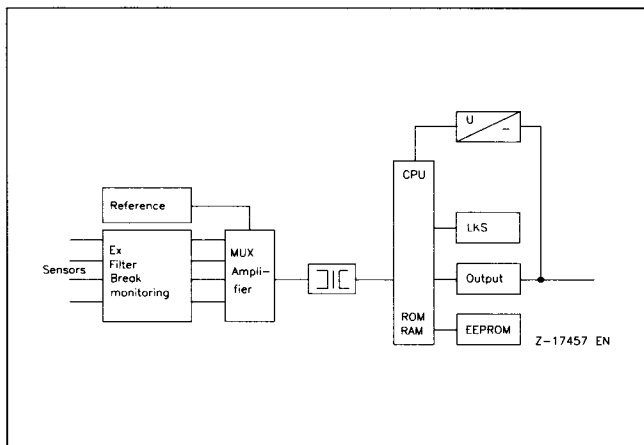 U
CPU
Reference
LKS
Sensors
Ex
Filter
Break
monitoring
MUX
Ampli-
fier
Output
ROM
RAM
EEPROM
Z-17457 EN